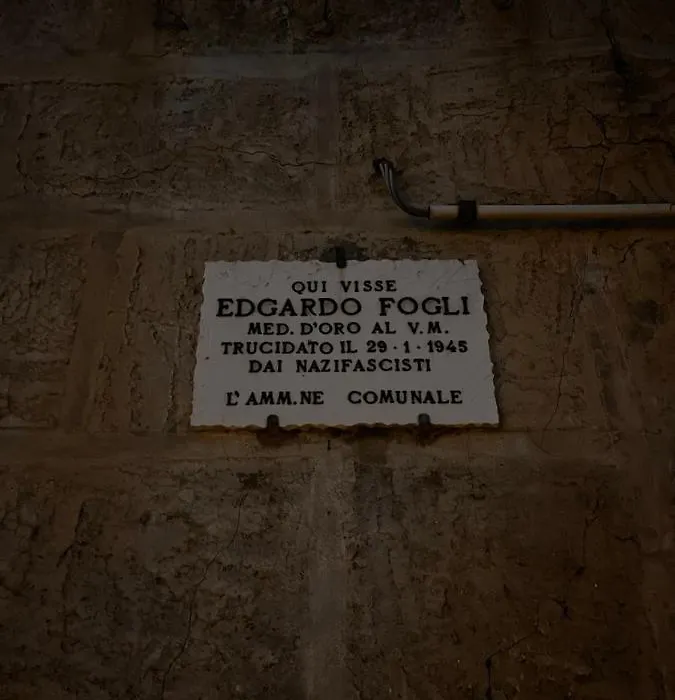 QUI VISSE
EDGARDO FOGLI
MED. D'ORO AL V.M.
TRUCIDATO IL 29·1·1945
DAI NAZIFASCISTI
L'AMM.NE COMUNALE